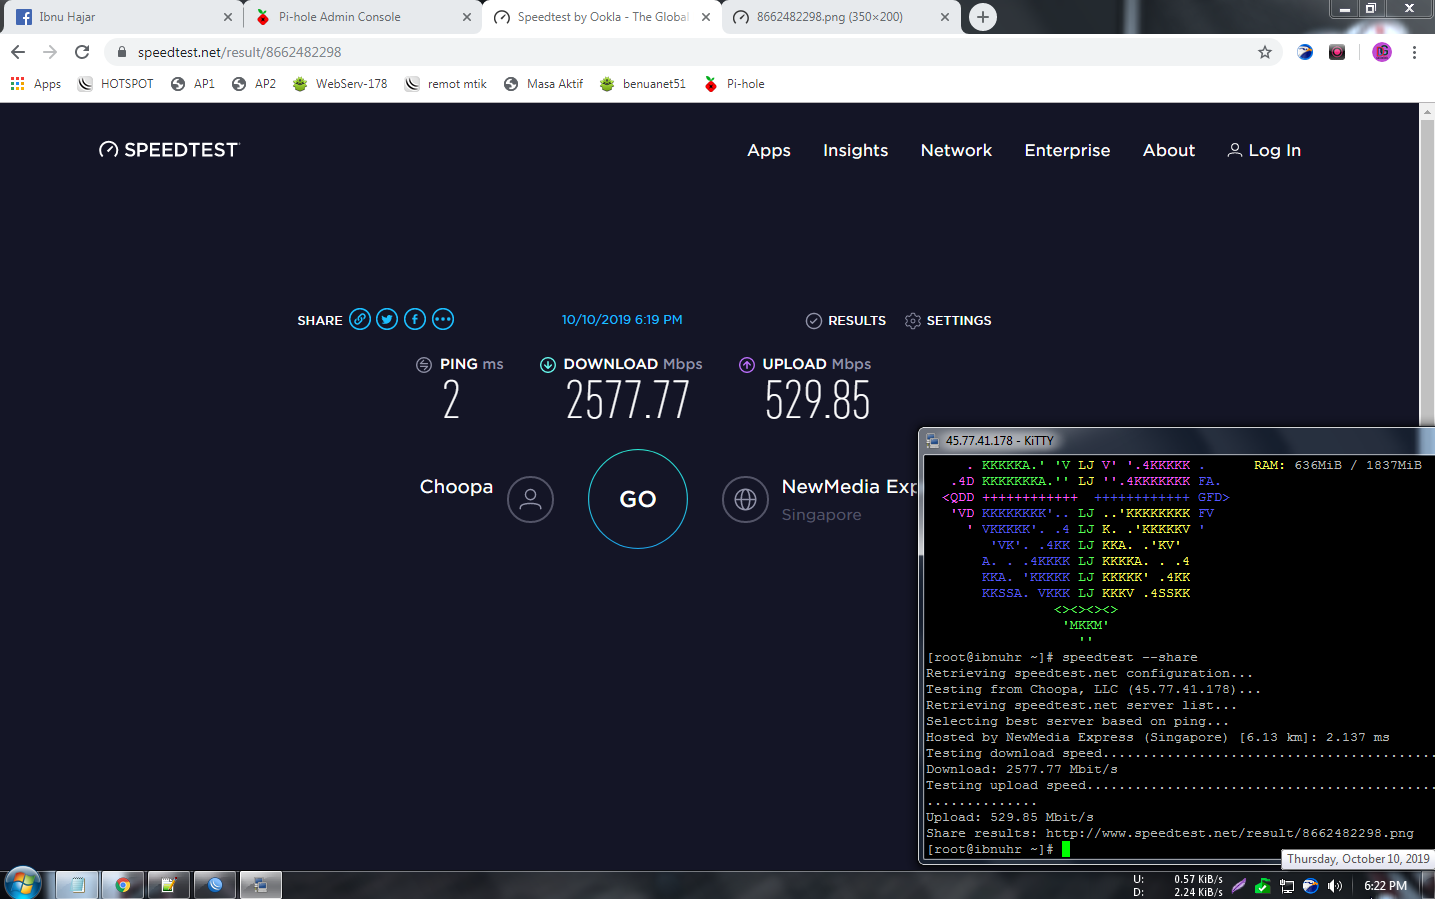 Ibnu Hajar
Pi-hole Admin Console
Speedtest by Ookla - The Global
8662482298.png (350×200)
speedtest.net/result/8662482298
Apps
HOTSPOT
AP1
AP2
WebServ-178
remot mtik
Masa Aktif
benuanet51
Pi-hole
SPEEDTEST
Apps
Insights
Network
Enterprise
About
Log In
SHARE
10/10/2019 6:19 PM
RESULTS
SETTINGS
PING ms
DOWNLOAD Mbps
UPLOAD Mbps
2
2577.77
529.85
Choopa
GO
NewMedia Exp
Singapore
45.77.41.178 - KiTTY
. KKKKKA.' 'V LJ V' '.4KKKKK . RAM: 636MiB / 1837MiB
.4D KKKKKKKA.'' LJ ''.4KKKKKKK FA.
<QDD ++++++++++++ ++++++++++++ GFD>
'VD KKKKKKKK'.. LJ ..'KKKKKKKK FV
' VKKKKK'. .4 LJ K. .'KKKKKV '
'VK'. .4KK LJ KKA. .'KV'
A. . .4KKKK LJ KKKKA. . .4
KKA. 'KKKKK LJ KKKKK' .4KK
KKSSA. VKKK LJ KKKV .4SSKK
<><><><>
'MKKM'
''
[root@ibnuhr ~]# speedtest --share
Retrieving speedtest.net configuration...
Testing from Choopa, LLC (45.77.41.178)...
Retrieving speedtest.net server list...
Selecting best server based on ping...
Hosted by NewMedia Express (Singapore) [6.13 km]: 2.137 ms
Testing download speed..........................................
Download: 2577.77 Mbit/s
Testing upload speed............................................
..............
Upload: 529.85 Mbit/s
Share results: http://www.speedtest.net/result/8662482298.png
[root@ibnuhr ~]#
Thursday, October 10, 2019
U: 0.57 KiB/s
D: 2.24 KiB/s
6:22 PM